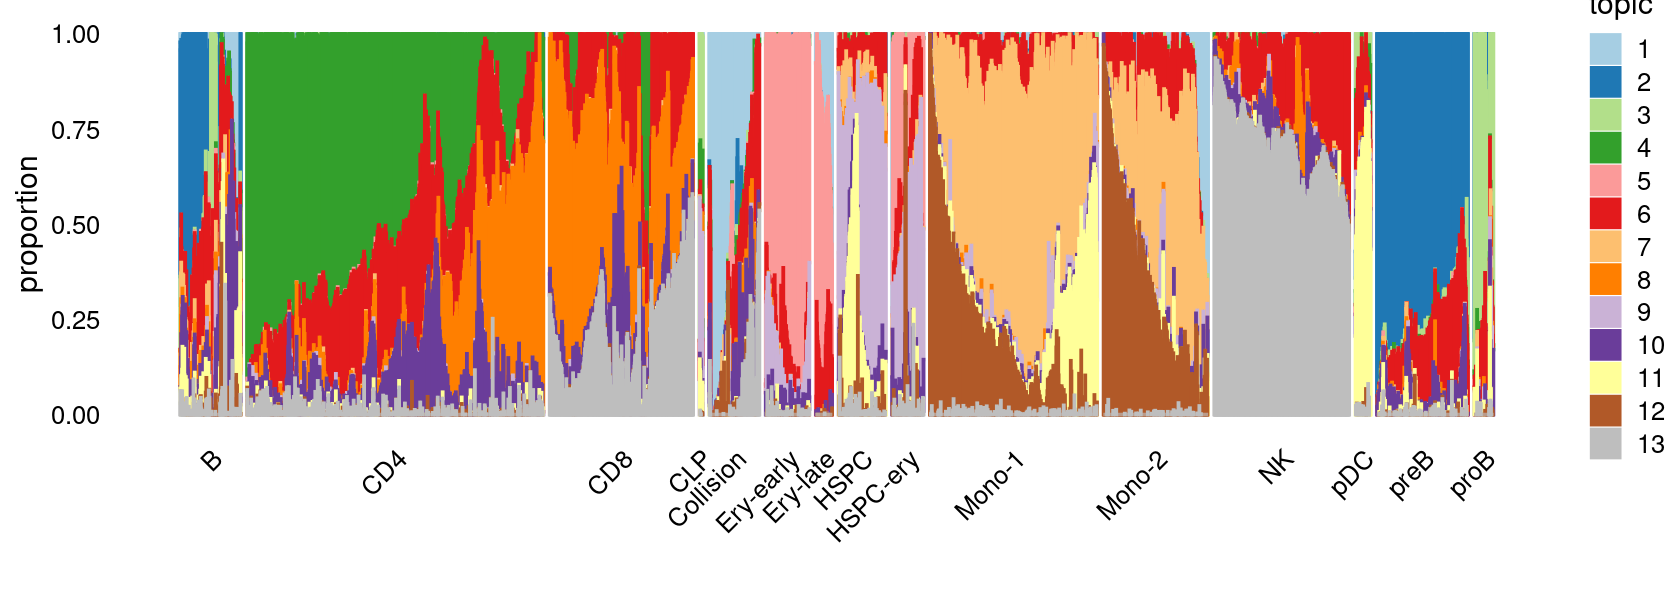 topic
1.00
0.75
0.50
0.25
0.00
proportion
B
CD4
CD8
CLP
Collision
Ery-early
Ery-late
HSPC
HSPC-ery
Mono-1
Mono-2
NK
pDC
preB
proB
1
2
3
4
5
6
7
8
9
10
11
12
13